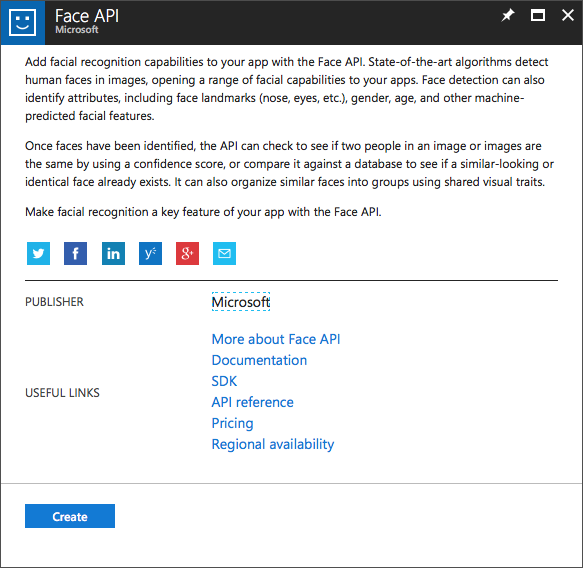 Face API
Microsoft
Add facial recognition capabilities to your app with the Face API. State-of-the-art algorithms detect
human faces in images, opening a range of facial capabilities to your apps. Face detection can also
identify attributes, including face landmarks (nose, eyes, etc.), gender, age, and other machine-
predicted facial features.
Once faces have been identified, the API can check to see if two people in an image or images are
the same by using a confidence score, or compare it against a database to see if a similar-looking or
identical face already exists. It can also organize similar faces into groups using shared visual traits.
Make facial recognition a key feature of your app with the Face API.
PUBLISHER
Microsoft
USEFUL LINKS
More about Face API
Documentation
SDK
API reference
Pricing
Regional availability
Create